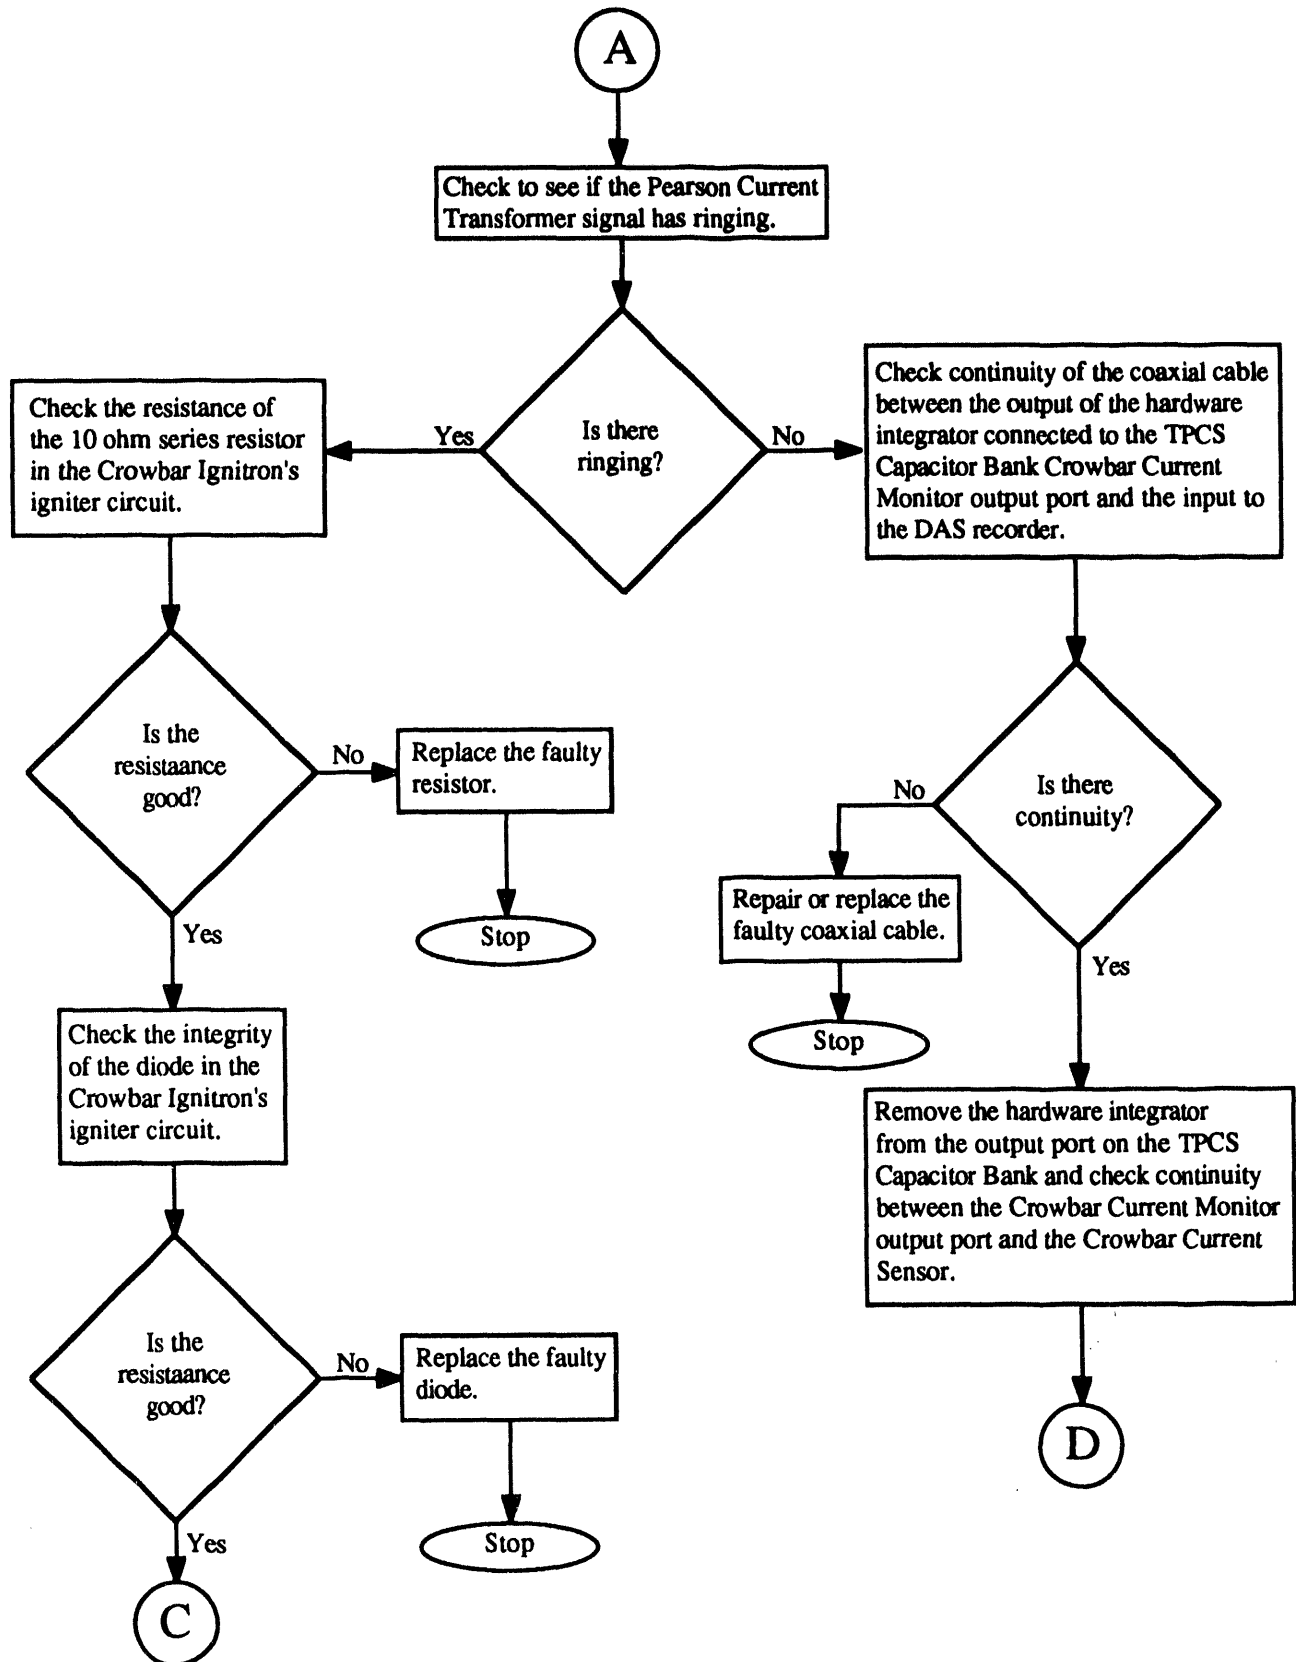 A
Check to see if the Pearson Current
Transformer signal has ringing.
Is there
ringing?
Yes
No
Check the resistance of
the 10 ohm series resistor
in the Crowbar Ignitron's
igniter circuit.
Check continuity of the coaxial cable
between the output of the hardware
integrator connected to the TPCS
Capacitor Bank Crowbar Current
Monitor output port and the input to
the DAS recorder.
Is the
resistaance
good?
No
Replace the faulty
resistor.
Stop
Yes
Is there
continuity?
No
Repair or replace the
faulty coaxial cable.
Stop
Yes
Check the integrity
of the diode in the
Crowbar Ignitron's
igniter circuit.
Remove the hardware integrator
from the output port on the TPCS
Capacitor Bank and check continuity
between the Crowbar Current Monitor
output port and the Crowbar Current
Sensor.
Is the
resistaance
good?
No
Replace the faulty
diode.
Stop
Yes
C
D